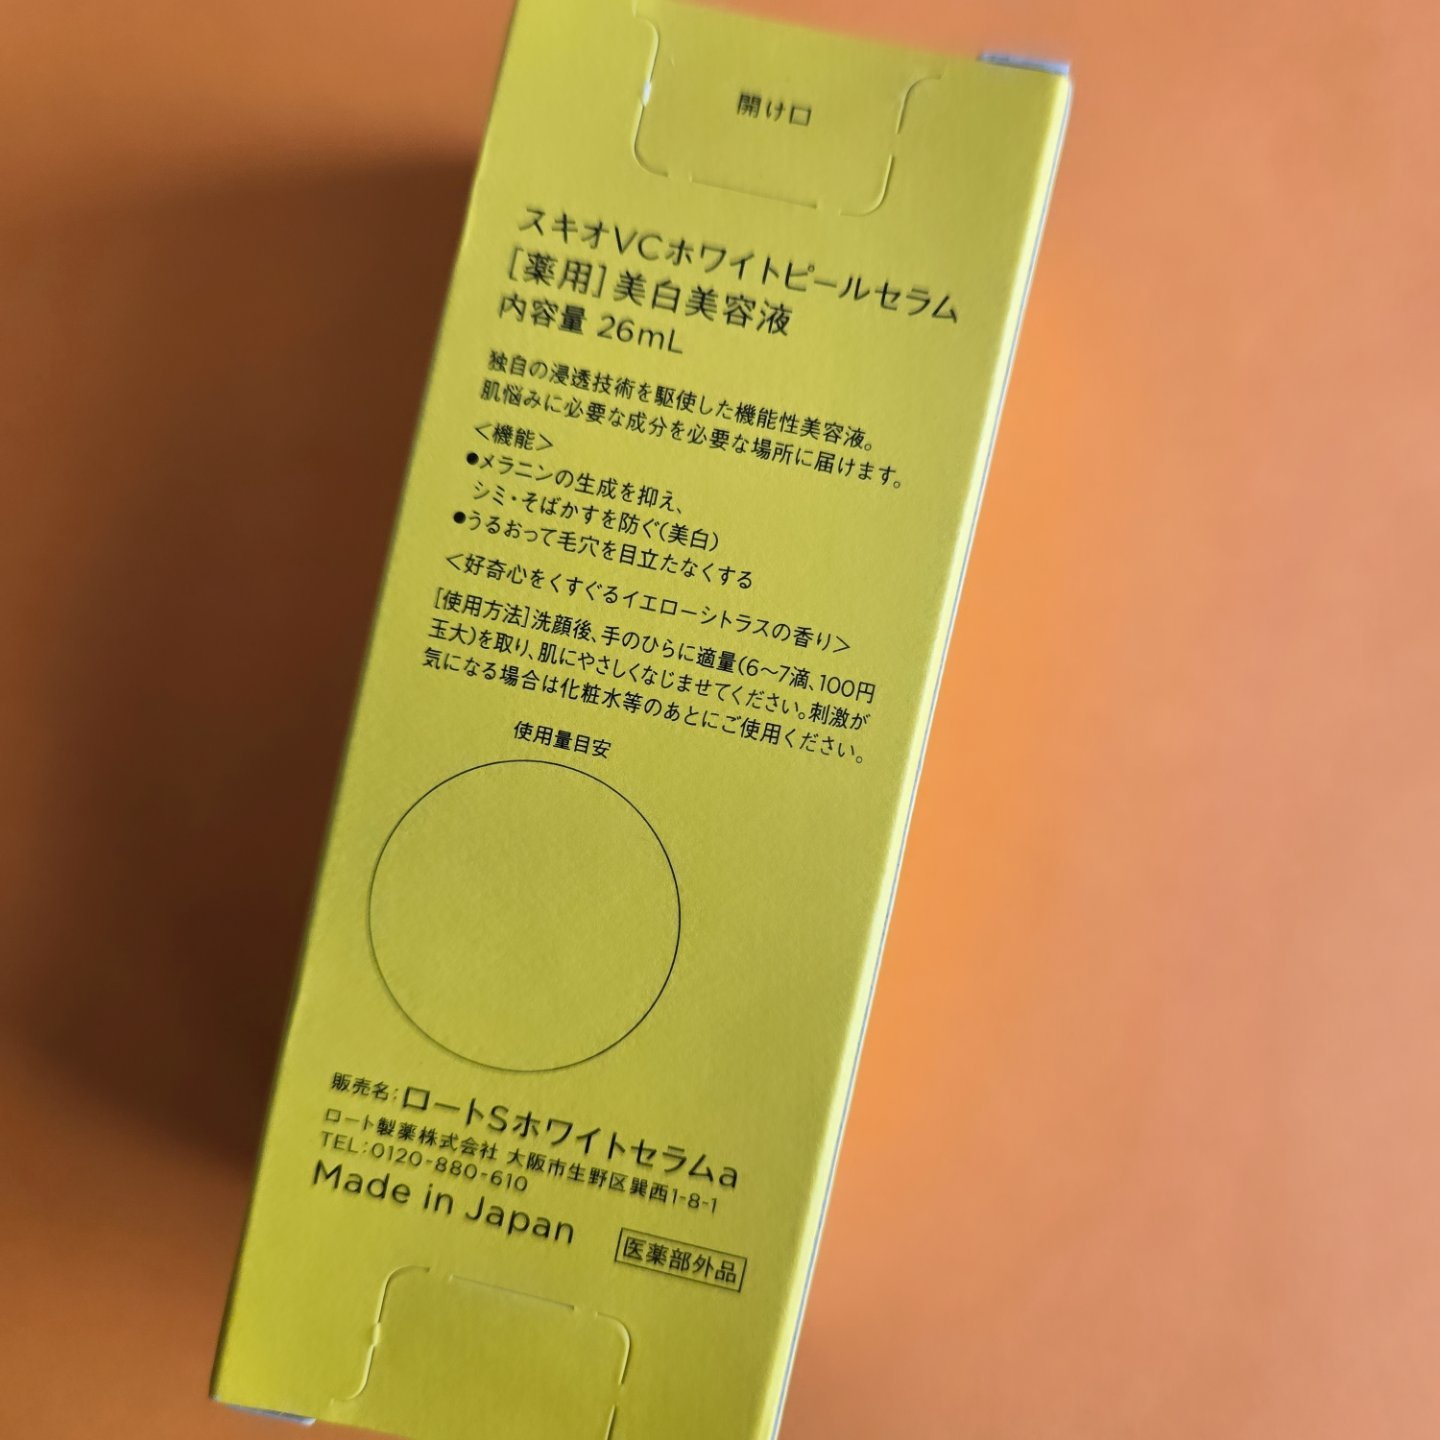 開け口
スキオVCホワイトピールセラム
[薬用]美白美容液
内容量 26mL
独自の浸透技術を駆使した機能性美容液。
肌悩みに必要な成分を必要な場所に届けます。
＜機能＞
●メラニンの生成を抑え、
シミ・そばかすを防ぐ(美白)
●うるおって毛穴を目立たなくする
＜好奇心をくすぐるイエローシトラスの香り＞
[使用方法]洗顔後、手のひらに適量(6〜7滴、100円
玉大)を取り、肌にやさしくなじませてください。刺激が
気になる場合は化粧水等のあとにご使用ください。
使用量目安
販売名:ロートSホワイトセラムa
ロート製薬株式会社 大阪市生野区巽西1-8-1
TEL:0120-880-610
Made in Japan
医薬部外品